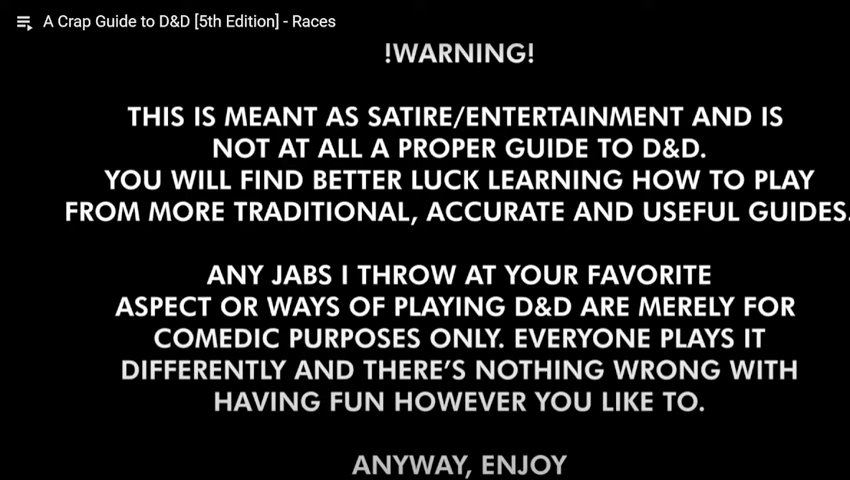 A Crap Guide to D&D [5th Edition] - Races
!WARNING!
THIS IS MEANT AS SATIRE/ENTERTAINMENT AND IS
NOT AT ALL A PROPER GUIDE TO D&D.
YOU WILL FIND BETTER LUCK LEARNING HOW TO PLAY
FROM MORE TRADITIONAL, ACCURATE AND USEFUL GUIDES.
ANY JABS I THROW AT YOUR FAVORITE
ASPECT OR WAYS OF PLAYING D&D ARE MERELY FOR
COMEDIC PURPOSES ONLY. EVERYONE PLAYS IT
DIFFERENTLY AND THERE'S NOTHING WRONG WITH
HAVING FUN HOWEVER YOU LIKE TO.
ANYWAY, ENJOY